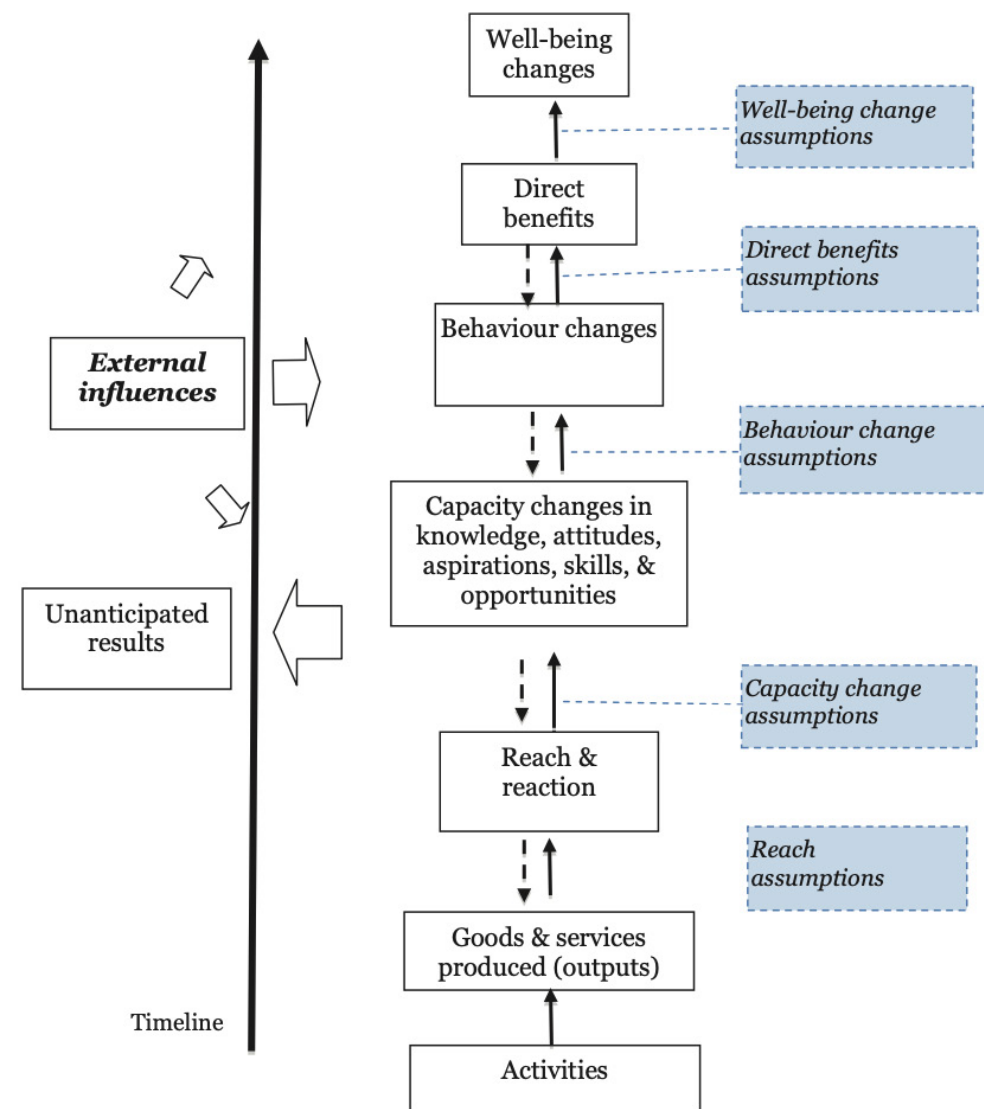 Well-being
changes
Well-being change
assumptions
Direct
benefits
Direct benefits
assumptions
Behaviour changes
External
influences
Behaviour change
assumptions
Capacity changes in
knowledge, attitudes,
aspirations, skills, &
opportunities
Unanticipated
results
Capacity change
assumptions
Reach &
reaction
Reach
assumptions
Goods & services
produced (outputs)
Timeline
Activities